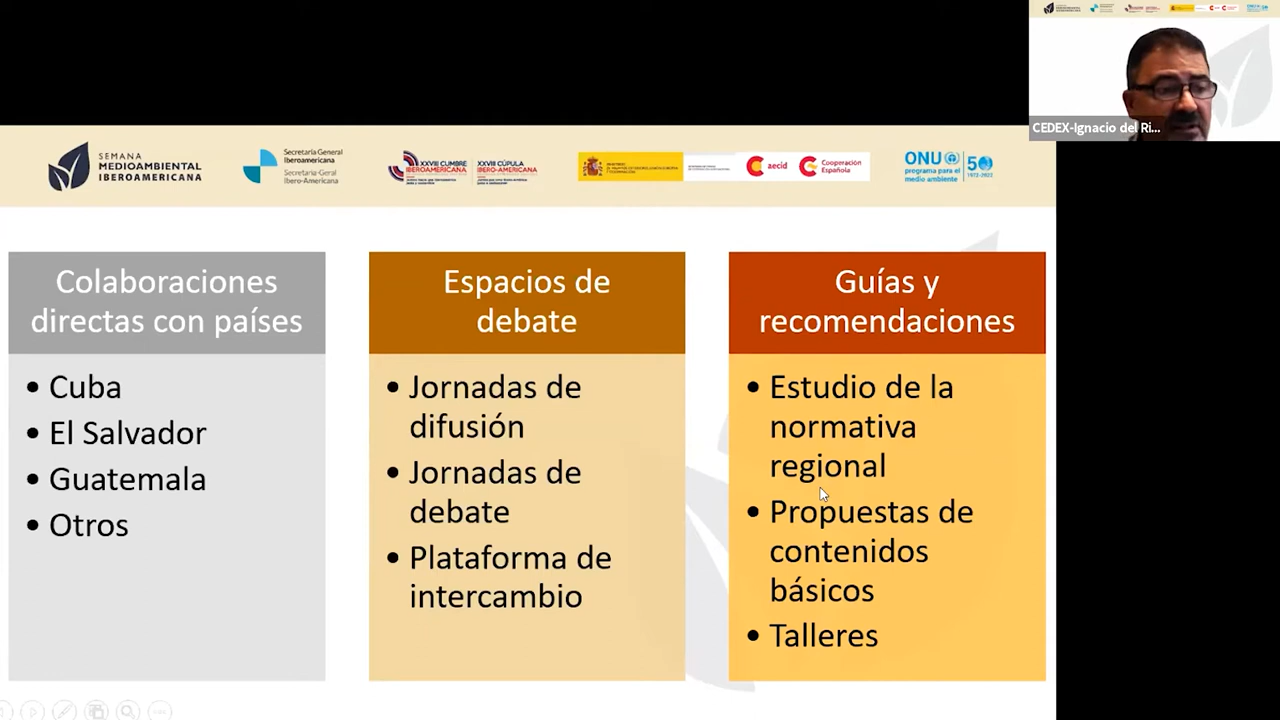 CEDEX-Ignacio del Ri...
SEMANA
MEDIOAMBIENTAL
IBEROAMERICANA
Secretaría General
Iberoamericana
Secretaria-Geral
Ibero-Americana
XXVIII CUMBRE
IBEROAMERICANA
XXVIII CÚPULA
IBERO-AMERICANA
aecid
Cooperación
Española
ONU
programa para el
medio ambiente
50
1972-2022
Colaboraciones
directas con países
• Cuba
• El Salvador
• Guatemala
• Otros
Espacios de
debate
• Jornadas de
difusión
• Jornadas de
debate
• Plataforma de
intercambio
Guías y
recomendaciones
• Estudio de la
normativa
regional
• Propuestas de
contenidos
básicos
• Talleres